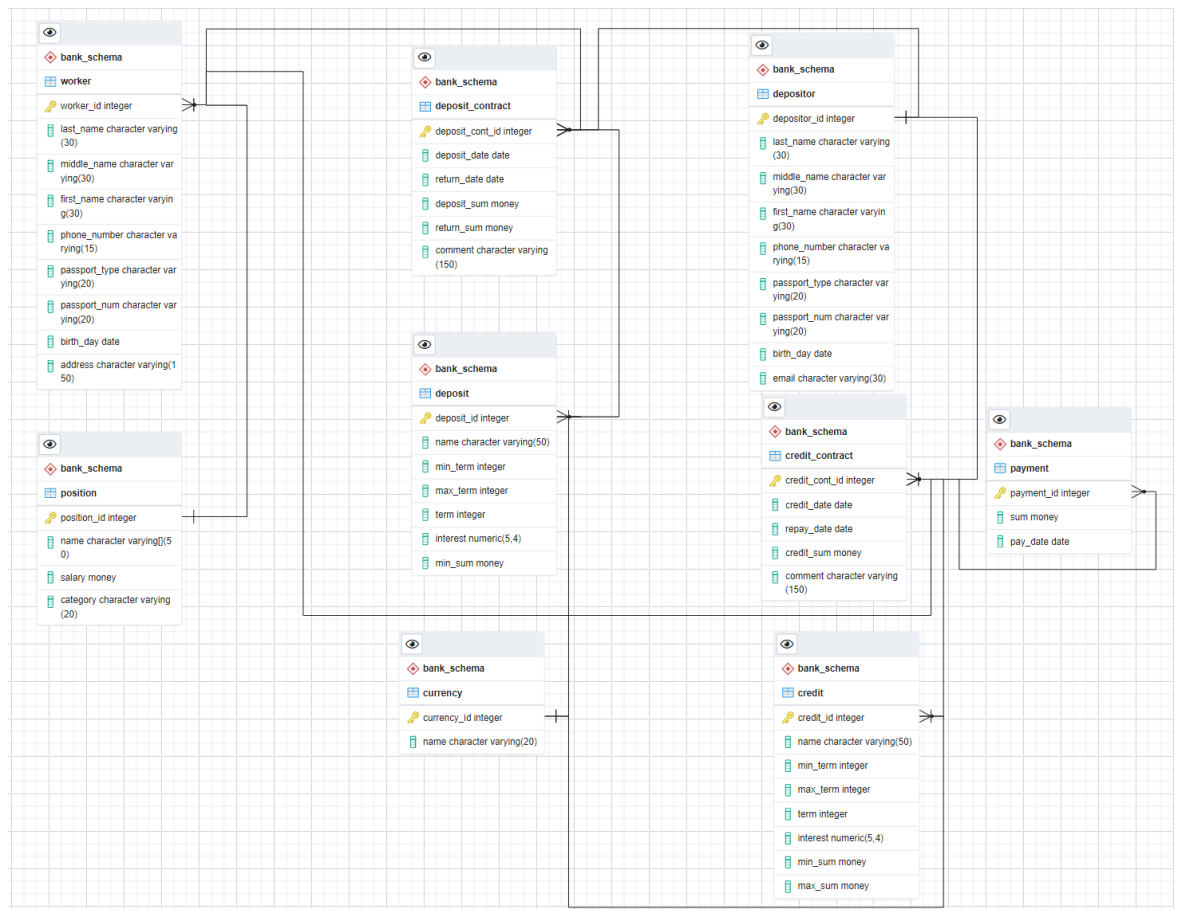 bank_schema
worker
worker_id integer
last_name character varying
(30)
middle_name character var
ying(30)
first_name character varyin
g(30)
phone_number character va
rying(15)
passport_type character var
ying(20)
passport_num character var
ying(20)
birth_day date
address character varying(1
50)
bank_schema
position
position_id integer
name character varying[](5
0)
salary money
category character varying
(20)
bank_schema
deposit_contract
deposit_cont_id integer
deposit_date date
return_date date
deposit_sum money
return_sum money
comment character varying
(150)
bank_schema
deposit
deposit_id integer
name character varying(50)
min_term integer
max_term integer
term integer
interest numeric(5,4)
min_sum money
bank_schema
currency
currency_id integer
name character varying(20)
bank_schema
depositor
depositor_id integer
last_name character varying
(30)
middle_name character var
ying(30)
first_name character varyin
g(30)
phone_number character va
rying(15)
passport_type character var
ying(20)
passport_num character var
ying(20)
birth_day date
email character varying(30)
bank_schema
credit_contract
credit_cont_id integer
credit_date date
repay_date date
credit_sum money
comment character varying
(150)
bank_schema
payment
payment_id integer
sum money
pay_date date
bank_schema
credit
credit_id integer
name character varying(50)
min_term integer
max_term integer
term integer
interest numeric(5,4)
min_sum money
max_sum money